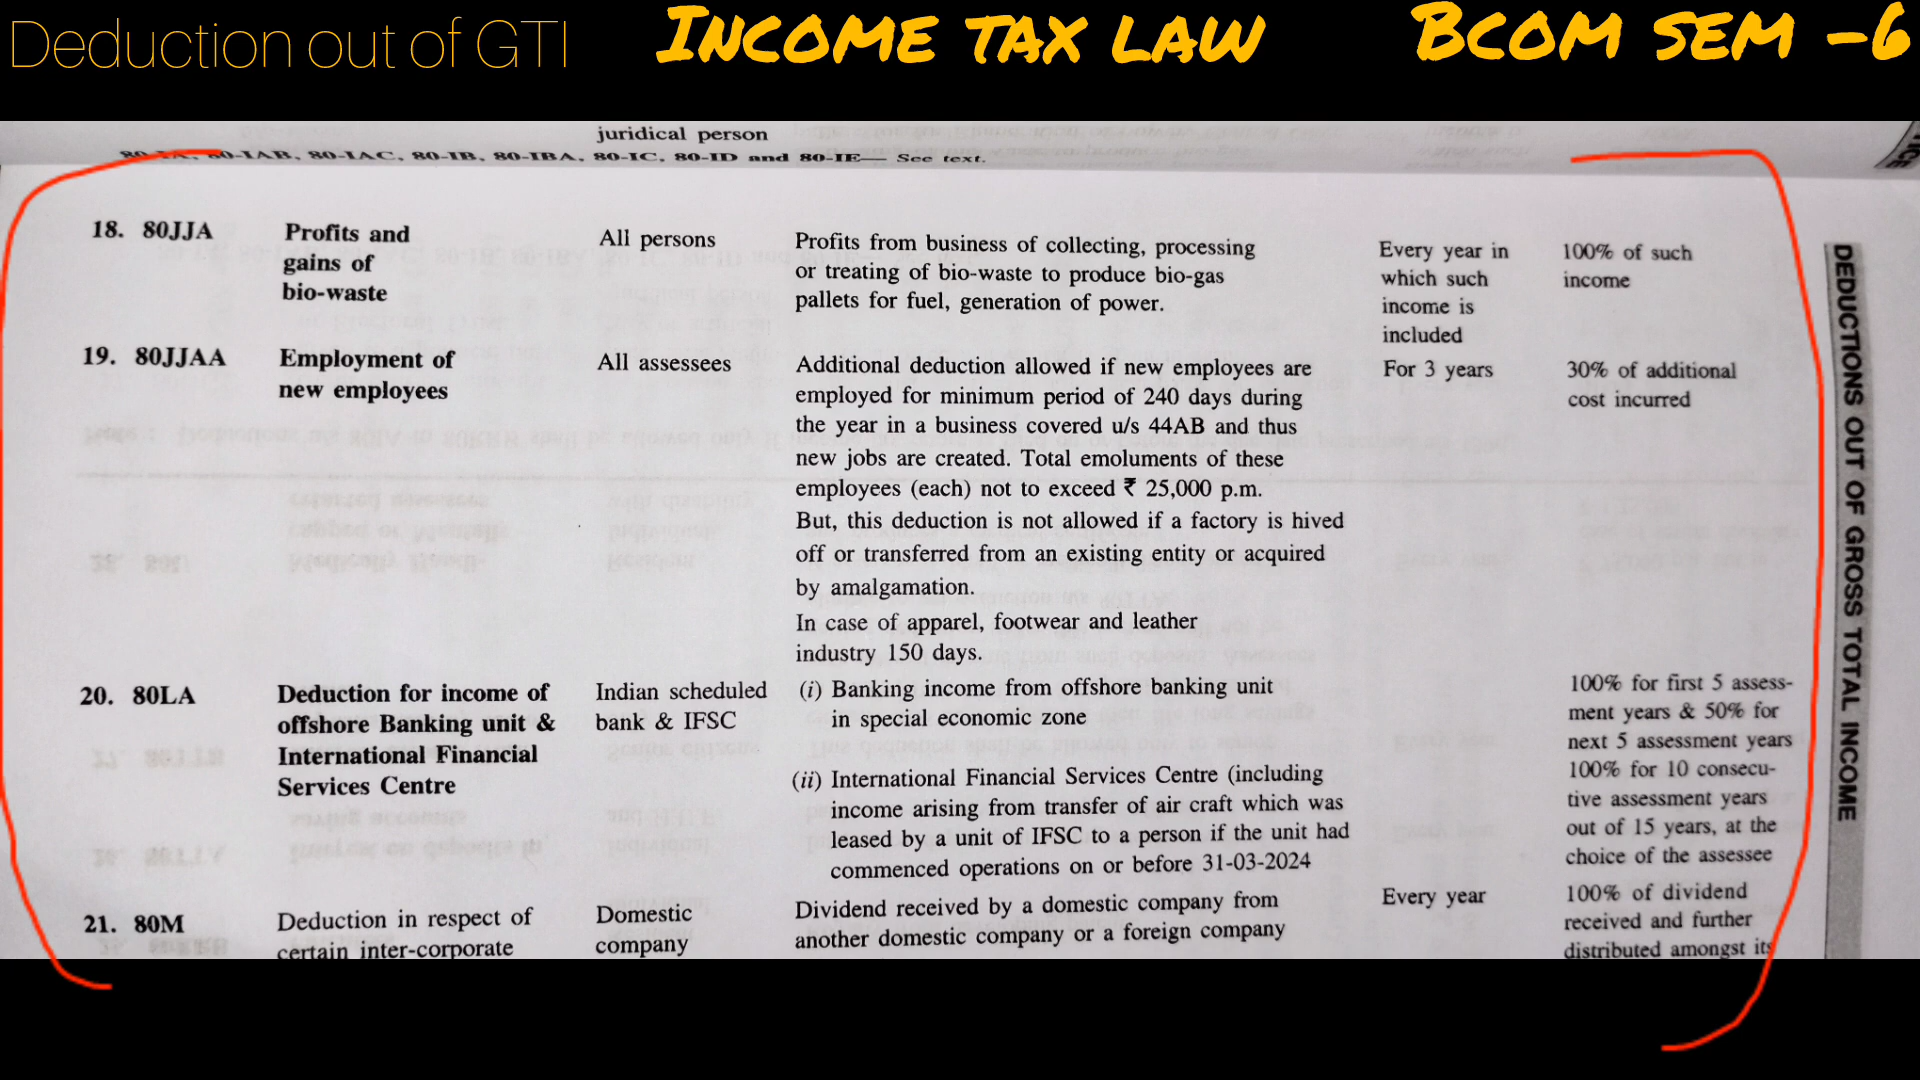 Deduction out of GTI
INCOME TAX LAW
BCOM SEM -6
juridical person
80-IAB, 80-IAC, 80-IB, 80-IBA, 80-IC, 80-ID and 80-IE— See text.
18. 80JJA
Profits and
gains of
bio-waste
All persons
Profits from business of collecting, processing
or treating of bio-waste to produce bio-gas
pallets for fuel, generation of power.
Every year in
which such
income is
included
100% of such
income
19. 80JJAA
Employment of
new employees
All assessees
Additional deduction allowed if new employees are
employed for minimum period of 240 days during
the year in a business covered u/s 44AB and thus
new jobs are created. Total emoluments of these
employees (each) not to exceed ₹ 25,000 p.m.
But, this deduction is not allowed if a factory is hived
off or transferred from an existing entity or acquired
by amalgamation.
In case of apparel, footwear and leather
industry 150 days.
For 3 years
30% of additional
cost incurred
20. 80LA
Deduction for income of
offshore Banking unit &
International Financial
Services Centre
Indian scheduled
bank & IFSC
(i) Banking income from offshore banking unit
in special economic zone
(ii) International Financial Services Centre (including
income arising from transfer of air craft which was
leased by a unit of IFSC to a person if the unit had
commenced operations on or before 31-03-2024
100% for first 5 assess-
ment years & 50% for
next 5 assessment years
100% for 10 consecu-
tive assessment years
out of 15 years, at the
choice of the assessee
21. 80M
Deduction in respect of
certain inter-corporate
Domestic
company
Dividend received by a domestic company from
another domestic company or a foreign company
Every year
100% of dividend
received and further
distributed amongst its
DEDUCTIONS OUT OF GROSS TOTAL INCOME